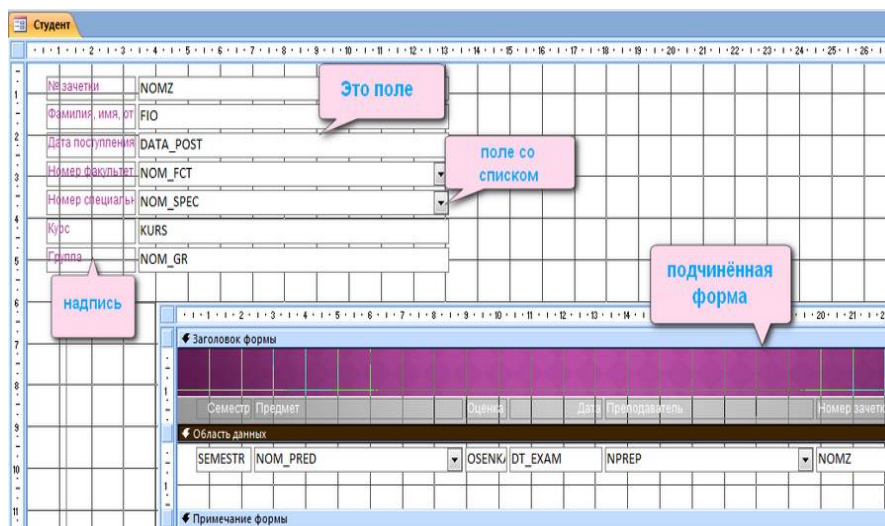 Студент
№ зачетки NOMZ
Это поле
Фамилия, имя, от FIO
Дата поступления DATA_POST
поле со
списком
Номер факультет NOM_FCT
Номер специальн NOM_SPEC
Курс KURS
Группа NOM_GR
надпись
подчинённая
форма
Заголовок формы
Семестр Предмет Оценка Дата Преподаватель Номер зачетк
Область данных
SEMESTR NOM_PRED OSENK DT_EXAM NPREP NOMZ
Примечание формы